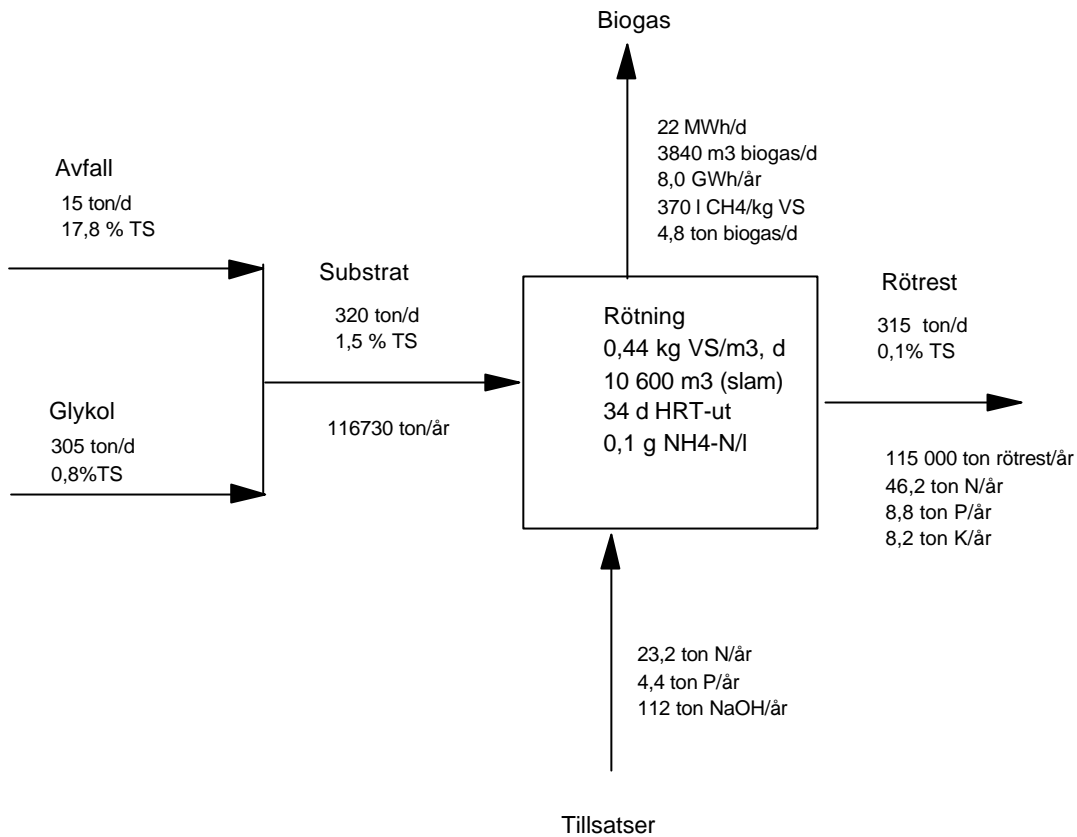 Biogas
22 MWh/d
3840 m3 biogas/d
8,0 GWh/år
370 l CH4/kg VS
4,8 ton biogas/d
Avfall
15 ton/d
17,8 % TS
Substrat
320 ton/d
1,5 % TS
116730 ton/år
Glykol
305 ton/d
0,8%TS
Rötning
0,44 kg VS/m3, d
10 600 m3 (slam)
34 d HRT-ut
0,1 g NH4-N/l
Rötrest
315 ton/d
0,1% TS
115 000 ton rötrest/år
46,2 ton N/år
8,8 ton P/år
8,2 ton K/år
23,2 ton N/år
4,4 ton P/år
112 ton NaOH/år
Tillsatser